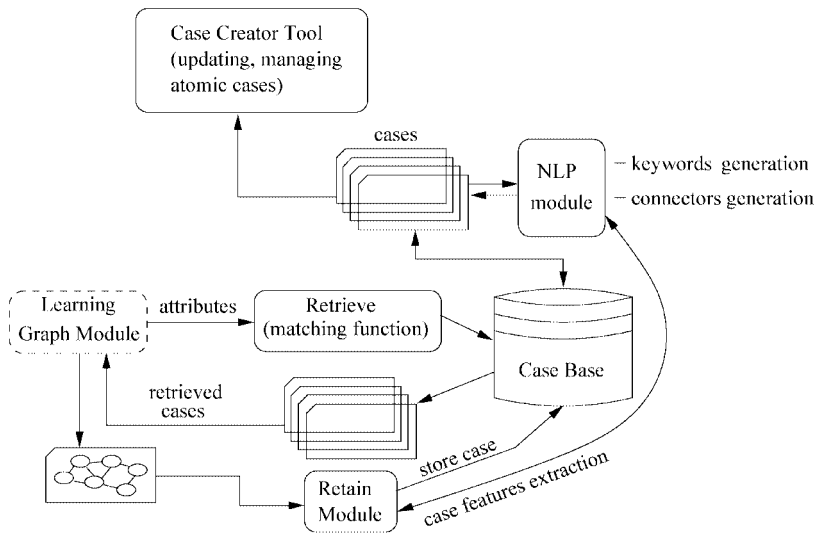 Case Creator Tool
(updating, managing
atomic cases)
cases
NLP
module
– keywords generation
– connectors generation
Learning
Graph Module
attributes
Retrieve
(matching function)
Case Base
retrieved
cases
store case
case features extraction
Retain
Module